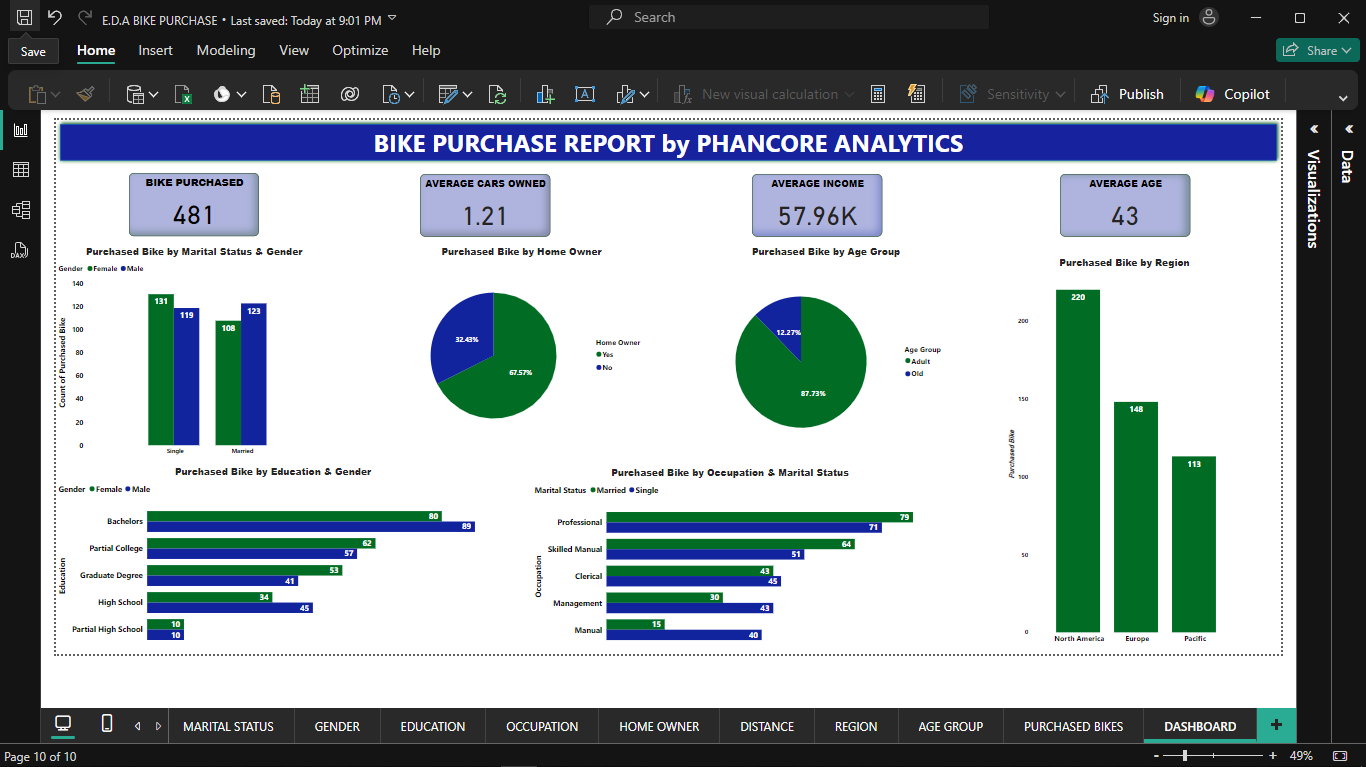 E.D.A BIKE PURCHASE • Last saved: Today at 9:01 PM
Search
Sign in
Save
Home Insert Modeling View Optimize Help
Share
New visual calculation
Sensitivity
Publish
Copilot
BIKE PURCHASE REPORT by PHANCORE ANALYTICS
BIKE PURCHASED
481
AVERAGE CARS OWNED
1.21
AVERAGE INCOME
57.96K
AVERAGE AGE
43
Purchased Bike by Marital Status & Gender
Gender Female Male
Count of Purchased Bike
140
120
100
80
60
40
20
0
131
119
108
123
Single Married
Purchased Bike by Home Owner
32.43%
67.57%
Home Owner
Yes
No
Purchased Bike by Age Group
12.27%
87.73%
Age Group
Adult
Old
Purchased Bike by Region
Purchased Bike
200
150
100
50
0
220
148
113
North America Europe Pacific
Purchased Bike by Education & Gender
Gender Female Male
Education
Bachelors 80
89
Partial College 62
57
Graduate Degree 53
41
High School 34
45
Partial High School 10
10
Purchased Bike by Occupation & Marital Status
Marital Status Married Single
Occupation
Professional 79
71
Skilled Manual 64
51
Clerical 43
45
Management 30
43
Manual 15
40
Visualizations
Data
DAX
MARITAL STATUS GENDER EDUCATION OCCUPATION HOME OWNER DISTANCE REGION AGE GROUP PURCHASED BIKES DASHBOARD +
Page 10 of 10
- + 49%